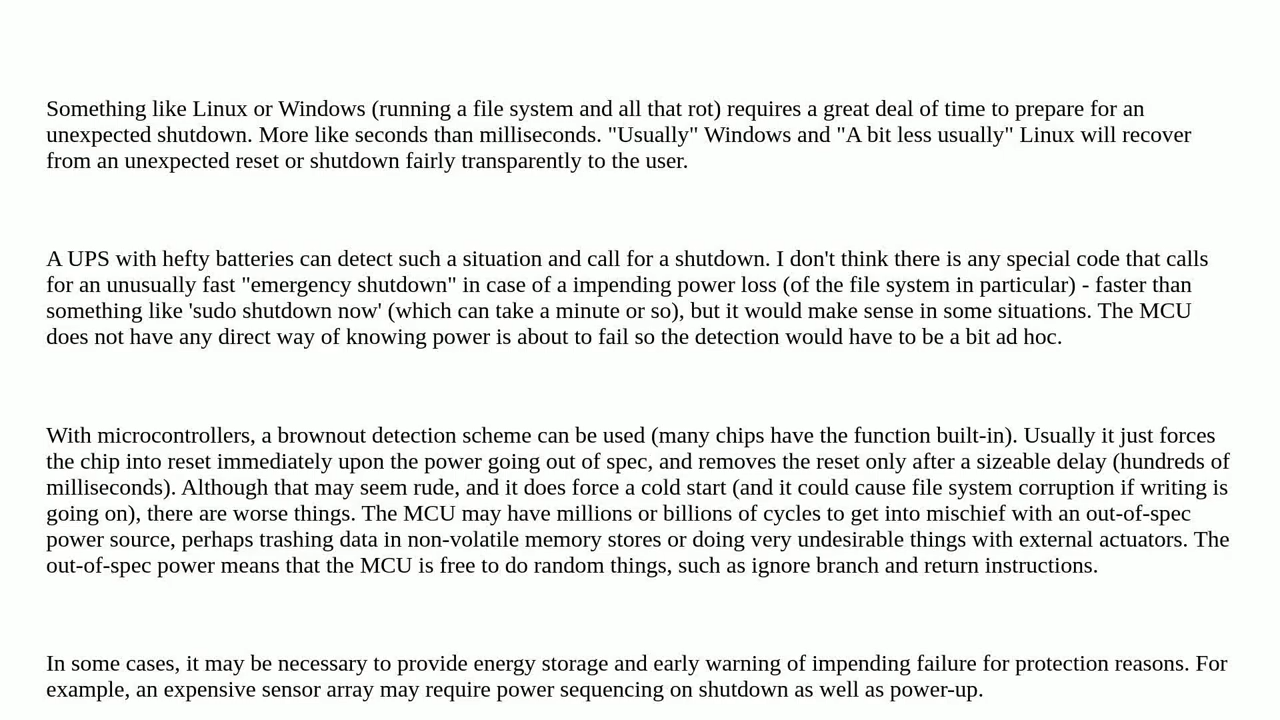 Something like Linux or Windows (running a file system and all that rot) requires a great deal of time to prepare for an
unexpected shutdown. More like seconds than milliseconds. "Usually" Windows and "A bit less usually" Linux will recover
from an unexpected reset or shutdown fairly transparently to the user.
A UPS with hefty batteries can detect such a situation and call for a shutdown. I don't think there is any special code that calls
for an unusually fast "emergency shutdown" in case of a impending power loss (of the file system in particular) - faster than
something like 'sudo shutdown now' (which can take a minute or so), but it would make sense in some situations. The MCU
does not have any direct way of knowing power is about to fail so the detection would have to be a bit ad hoc.
With microcontrollers, a brownout detection scheme can be used (many chips have the function built-in). Usually it just forces
the chip into reset immediately upon the power going out of spec, and removes the reset only after a sizeable delay (hundreds of
milliseconds). Although that may seem rude, and it does force a cold start (and it could cause file system corruption if writing is
going on), there are worse things. The MCU may have millions or billions of cycles to get into mischief with an out-of-spec
power source, perhaps trashing data in non-volatile memory stores or doing very undesirable things with external actuators. The
out-of-spec power means that the MCU is free to do random things, such as ignore branch and return instructions.
In some cases, it may be necessary to provide energy storage and early warning of impending failure for protection reasons. For
example, an expensive sensor array may require power sequencing on shutdown as well as power-up.